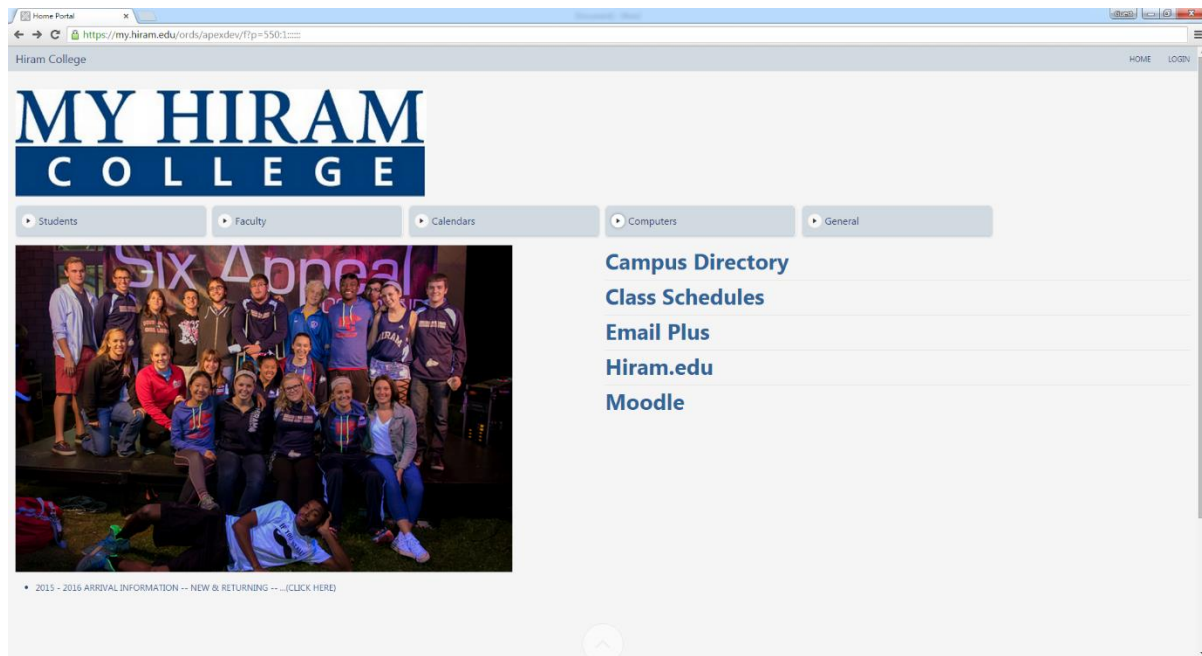 Home Portal
https://my.hiram.edu/ords/apexdev/f?p=550:1::::::
Hiram College
HOME LOGIN
MY HIRAM
COLLEGE
Students Faculty Calendars Computers General
Six Appeal
HIRAM
Campus Directory
Class Schedules
Email Plus
Hiram.edu
Moodle
• 2015 - 2016 ARRIVAL INFORMATION -- NEW & RETURNING -- ...(CLICK HERE)